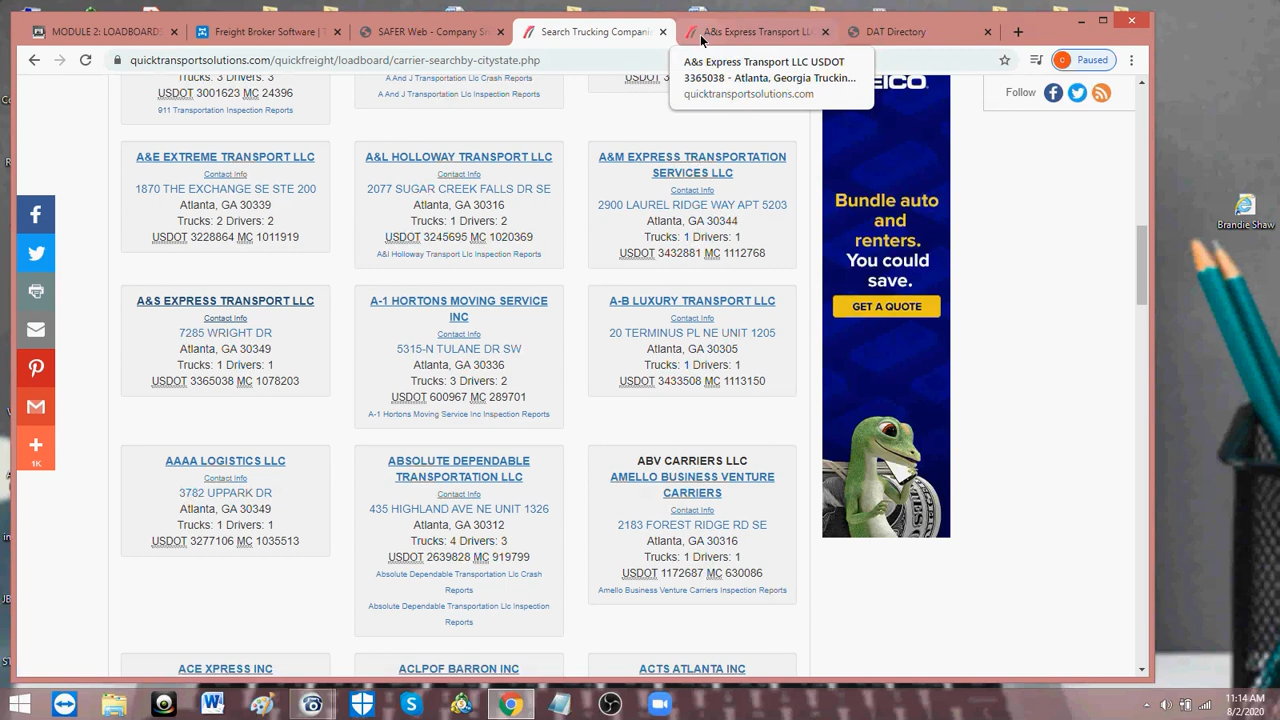 MODULE 2: LOADBOARDS
Freight Broker Software | T
SAFER Web - Company Sn
Search Trucking Compani
A&s Express Transport LLC
DAT Directory
quicktransportsolutions.com/quickfreight/loadboard/carrier-searchby-citystate.php
Paused
A&s Express Transport LLC USDOT
3365038 - Atlanta, Georgia Truckin...
quicktransportsolutions.com
Trucks: 3 Drivers: 3
USDOT 301623 MC 24396
911 Transportation Inspection Reports
A And J Transportation Llc Crash Reports
A And J Transportation Llc Inspection Reports
EICO
Follow
A&E EXTREME TRANSPORT LLC
Contact Info
1870 THE EXCHANGE SE STE 200
Atlanta, GA 30339
Trucks: 2 Drivers: 2
USDOT 3228864 MC 1011919
A&L HOLLOWAY TRANSPORT LLC
Contact Info
2077 SUGAR CREEK FALLS DR SE
Atlanta, GA 30316
Trucks: 1 Drivers: 2
USDOT 3245695 MC 1020369
A&l Holloway Transport Llc Inspection Reports
A&M EXPRESS TRANSPORTATION
SERVICES LLC
Contact Info
2900 LAUREL RIDGE WAY APT 5203
Atlanta, GA 30344
Trucks: 1 Drivers: 1
USDOT 3432881 MC 1112768
A&S EXPRESS TRANSPORT LLC
Contact Info
7285 WRIGHT DR
Atlanta, GA 30349
Trucks: 1 Drivers: 1
USDOT 3365038 MC 1078203
A-1 HORTONS MOVING SERVICE
INC
Contact Info
5315-N TULANE DR SW
Atlanta, GA 30336
Trucks: 3 Drivers: 2
USDOT 600967 MC 289701
A-1 Hortons Moving Service Inc Inspection Reports
A-B LUXURY TRANSPORT LLC
Contact Info
20 TERMINUS PL NE UNIT 1205
Atlanta, GA 30305
Trucks: 1 Drivers: 1
USDOT 3433508 MC 1113150
AAAA LOGISTICS LLC
Contact Info
3782 UPPARK DR
Atlanta, GA 30349
Trucks: 1 Drivers: 1
USDOT 3277106 MC 1035513
ABSOLUTE DEPENDABLE
TRANSPORTATION LLC
Contact Info
435 HIGHLAND AVE NE UNIT 1326
Atlanta, GA 30312
Trucks: 4 Drivers: 3
USDOT 2639828 MC 919799
Absolute Dependable Transportation Llc Crash
Reports
Absolute Dependable Transportation Llc Inspection
Reports
ABV CARRIERS LLC
AMELLO BUSINESS VENTURE
CARRIERS
Contact Info
2183 FOREST RIDGE RD SE
Atlanta, GA 30316
Trucks: 1 Drivers: 1
USDOT 1172687 MC 630086
Amello Business Venture Carriers Inspection Reports
ACE XPRESS INC
ACLPOF BARRON INC
ACTS ATLANTA INC
Bundle auto
and
renters.
You could
save.
GET A QUOTE
1K
Brandie Shaw
11:14 AM
8/2/2020